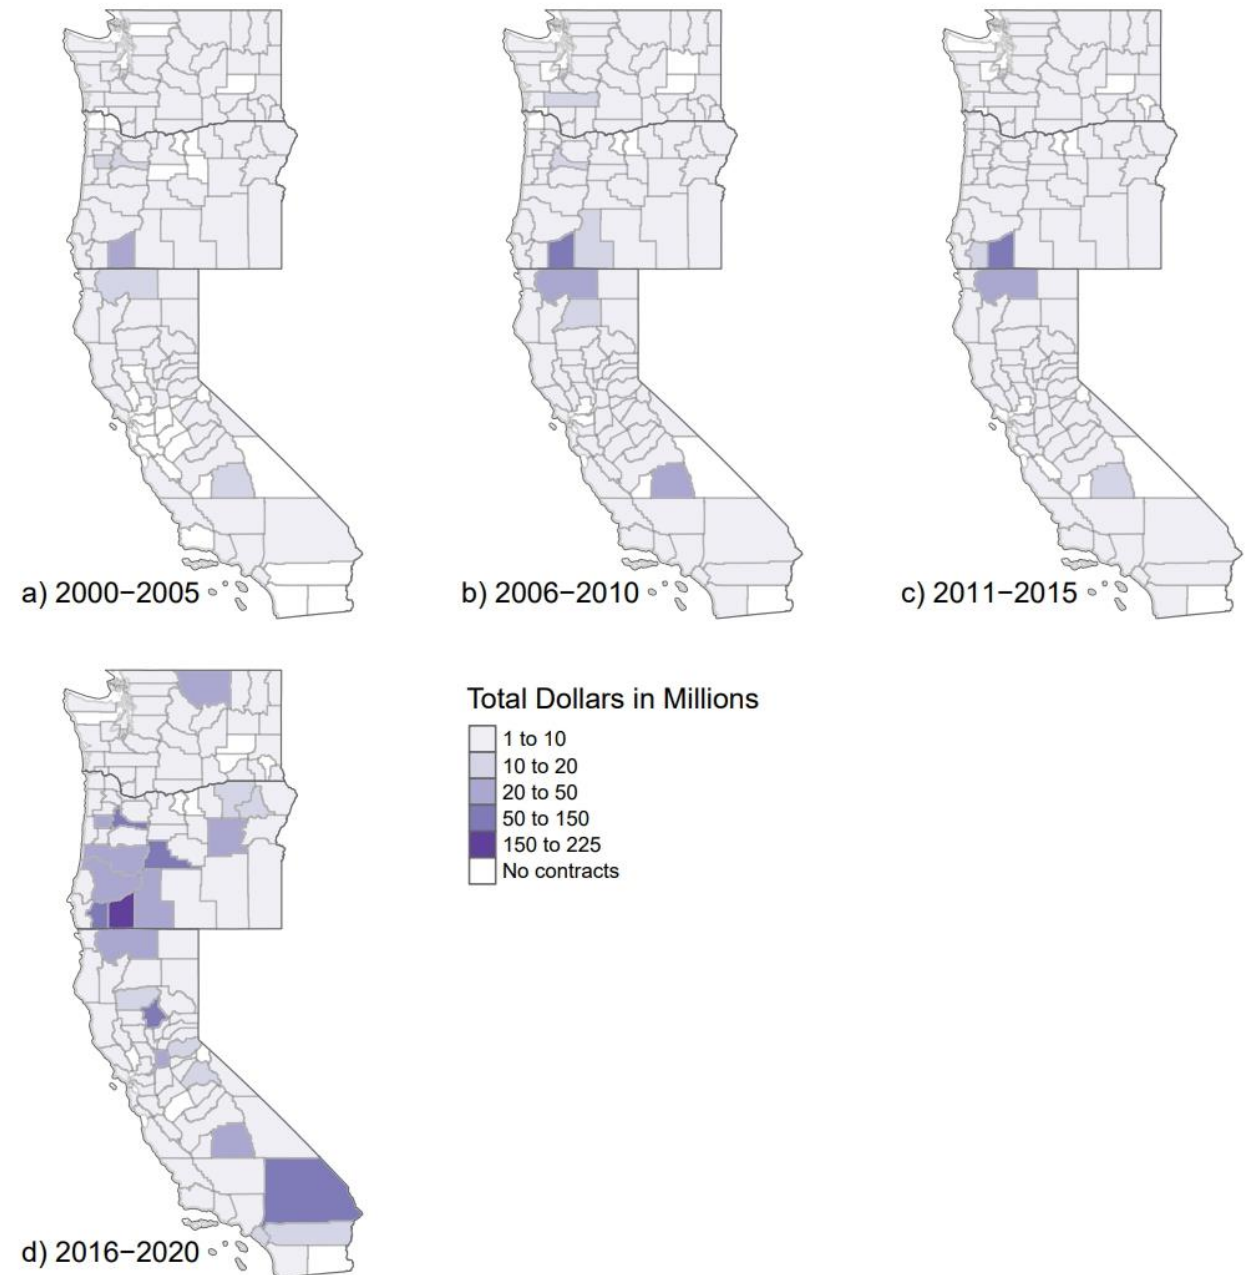 a) 2000−2005
b) 2006−2010
c) 2011−2015
Total Dollars in Millions
1 to 10
10 to 20
20 to 50
50 to 150
150 to 225
No contracts
d) 2016−2020